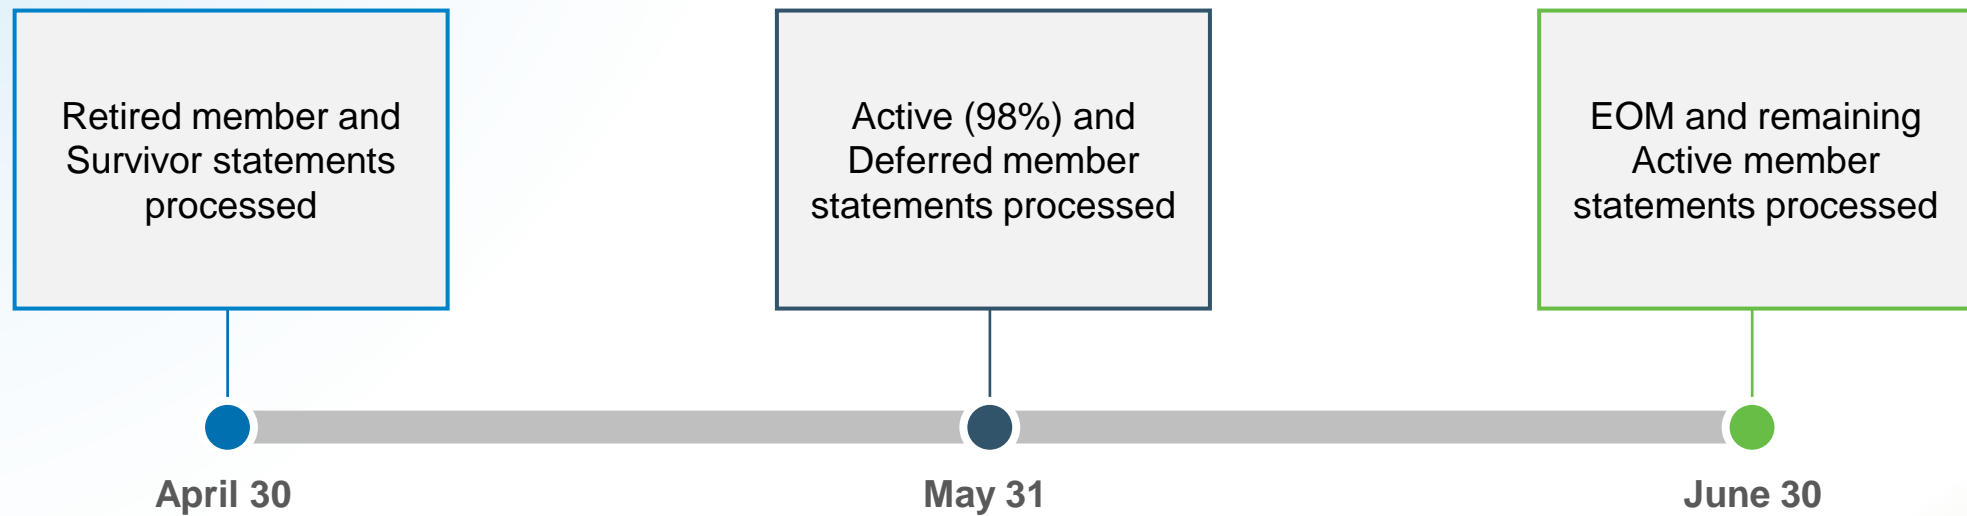 Retired member and
Survivor statements
processed
Active (98%) and
Deferred member
statements processed
EOM and remaining
Active member
statements processed
April 30
May 31
June 30